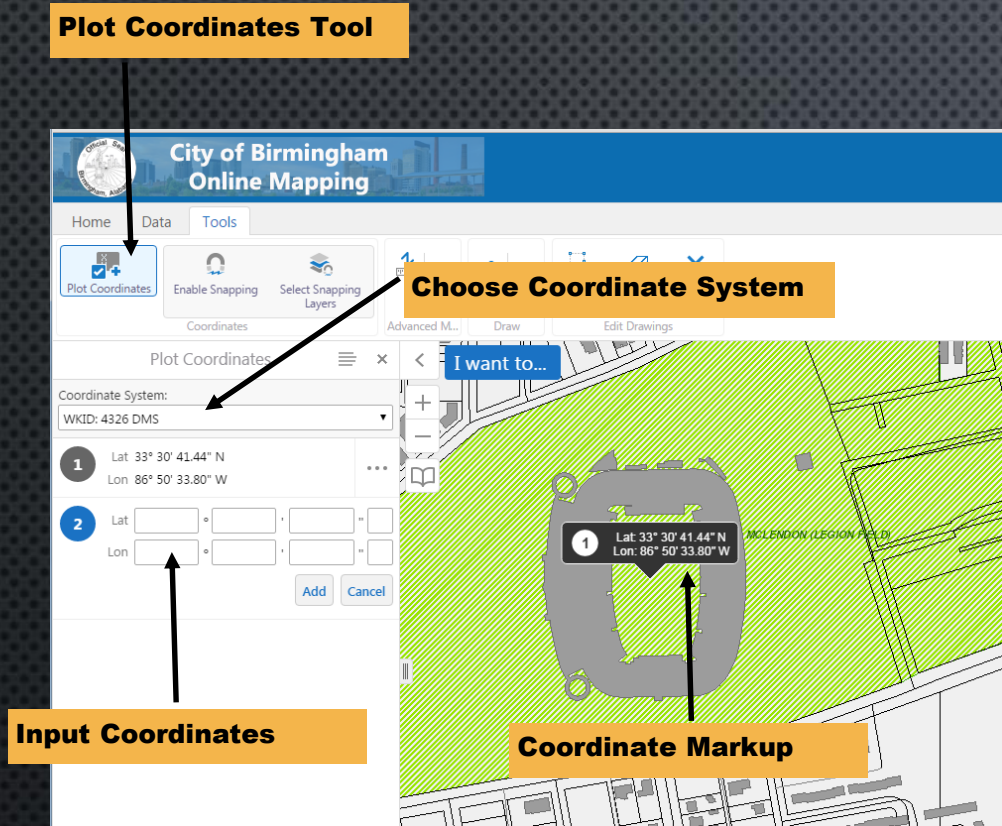 Plot Coordinates Tool
City of Birmingham
Online Mapping
Home Data Tools
Plot Coordinates
Enable Snapping
Select Snapping
Layers
Coordinates
Advanced M...
Draw
Edit Drawings
Choose Coordinate System
Plot Coordinates
I want to...
Coordinate System:
WKID: 4326 DMS
1
Lat 33° 30' 41.44" N
Lon 86° 50' 33.80" W
2
Lat ° ' "
Lon ° ' "
Add Cancel
1
Lat: 33° 30' 41.44" N
Lon: 86° 50' 33.80" W
MCLENDON (LEGION FIELD)
Input Coordinates
Coordinate Markup